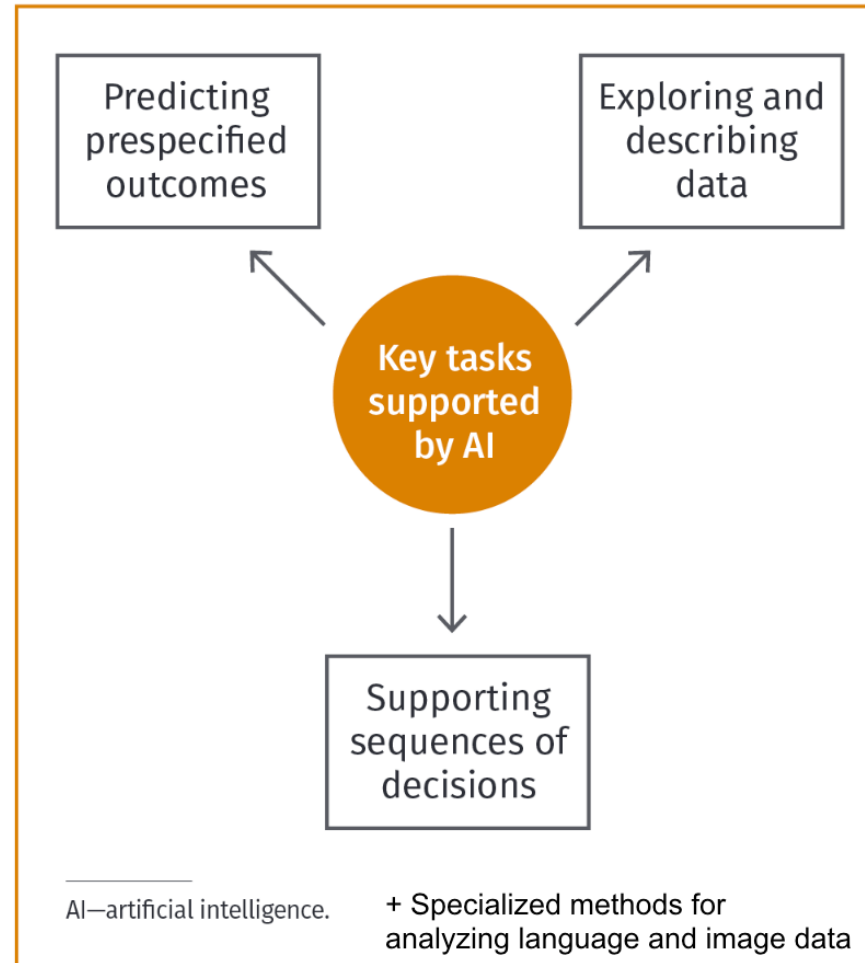 Predicting
prespecified
outcomes
Exploring and
describing
data
Key tasks
supported
by AI
Supporting
sequences of
decisions
AI—artificial intelligence.
+ Specialized methods for
analyzing language and image data